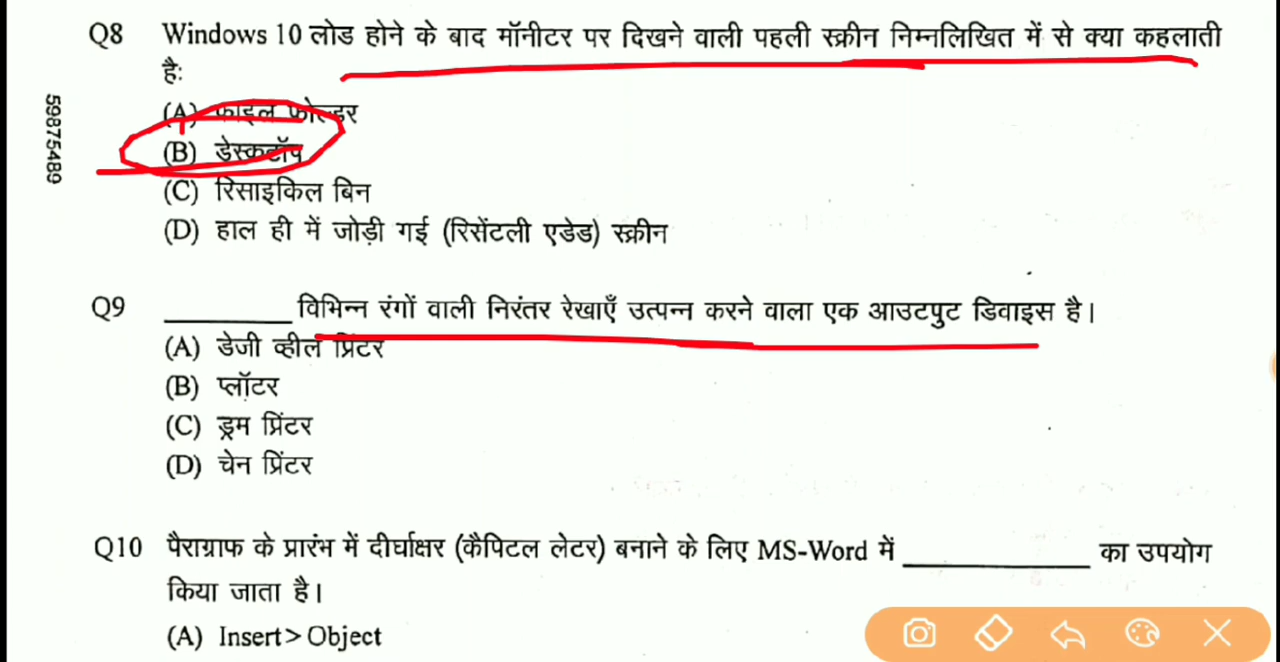 Q8 Windows 10 लोड होने के बाद मॉनीटर पर दिखने वाली पहली स्क्रीन निम्नलिखित में से क्या कहलाती
है:
(A) फाइल फोल्डर
(B) डेस्कटॉप
(C) रिसाइकिल बिन
(D) हाल ही में जोड़ी गई (रिसेंटली एडेड) स्क्रीन
59875489
Q9 __________ विभिन्न रंगों वाली निरंतर रेखाएँ उत्पन्न करने वाला एक आउटपुट डिवाइस है।
(A) डेजी व्हील प्रिंटर
(B) प्लॉटर
(C) ड्रम प्रिंटर
(D) चेन प्रिंटर
Q10 पैराग्राफ के प्रारंभ में दीर्घाक्षर (कैपिटल लेटर) बनाने के लिए MS-Word में __________ का उपयोग
किया जाता है।
(A) Insert> Object